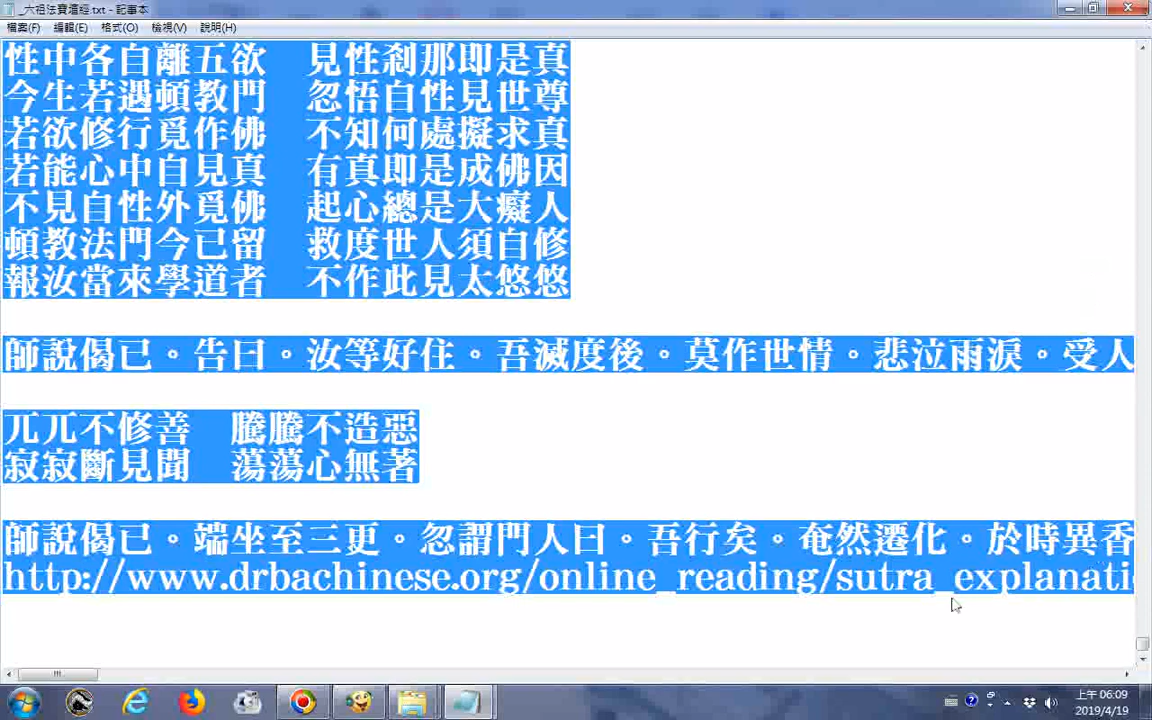 _六祖法寶壇經.txt - 記事本
檔案(F) 編輯(E) 格式(O) 檢視(V) 說明(H)
性中各自離五欲　見性剎那即是真
今生若遇頓教門　忽悟自性見世尊
若欲修行覓作佛　不知何處擬求真
若能心中自見真　有真即是成佛因
不見自性外覓佛　起心總是大癡人
頓教法門今已留　救度世人須自修
報汝當來學道者　不作此見太悠悠
師說偈已。告曰。汝等好住。吾滅度後。莫作世情。悲泣雨淚。受人
兀兀不修善　騰騰不造惡
寂寂斷見聞　蕩蕩心無著
師說偈已。端坐至三更。忽謂門人曰。吾行矣。奄然遷化。於時異香
http://www.drbachinese.org/online_reading/sutra_explanati
上午 06:09
2019/4/19